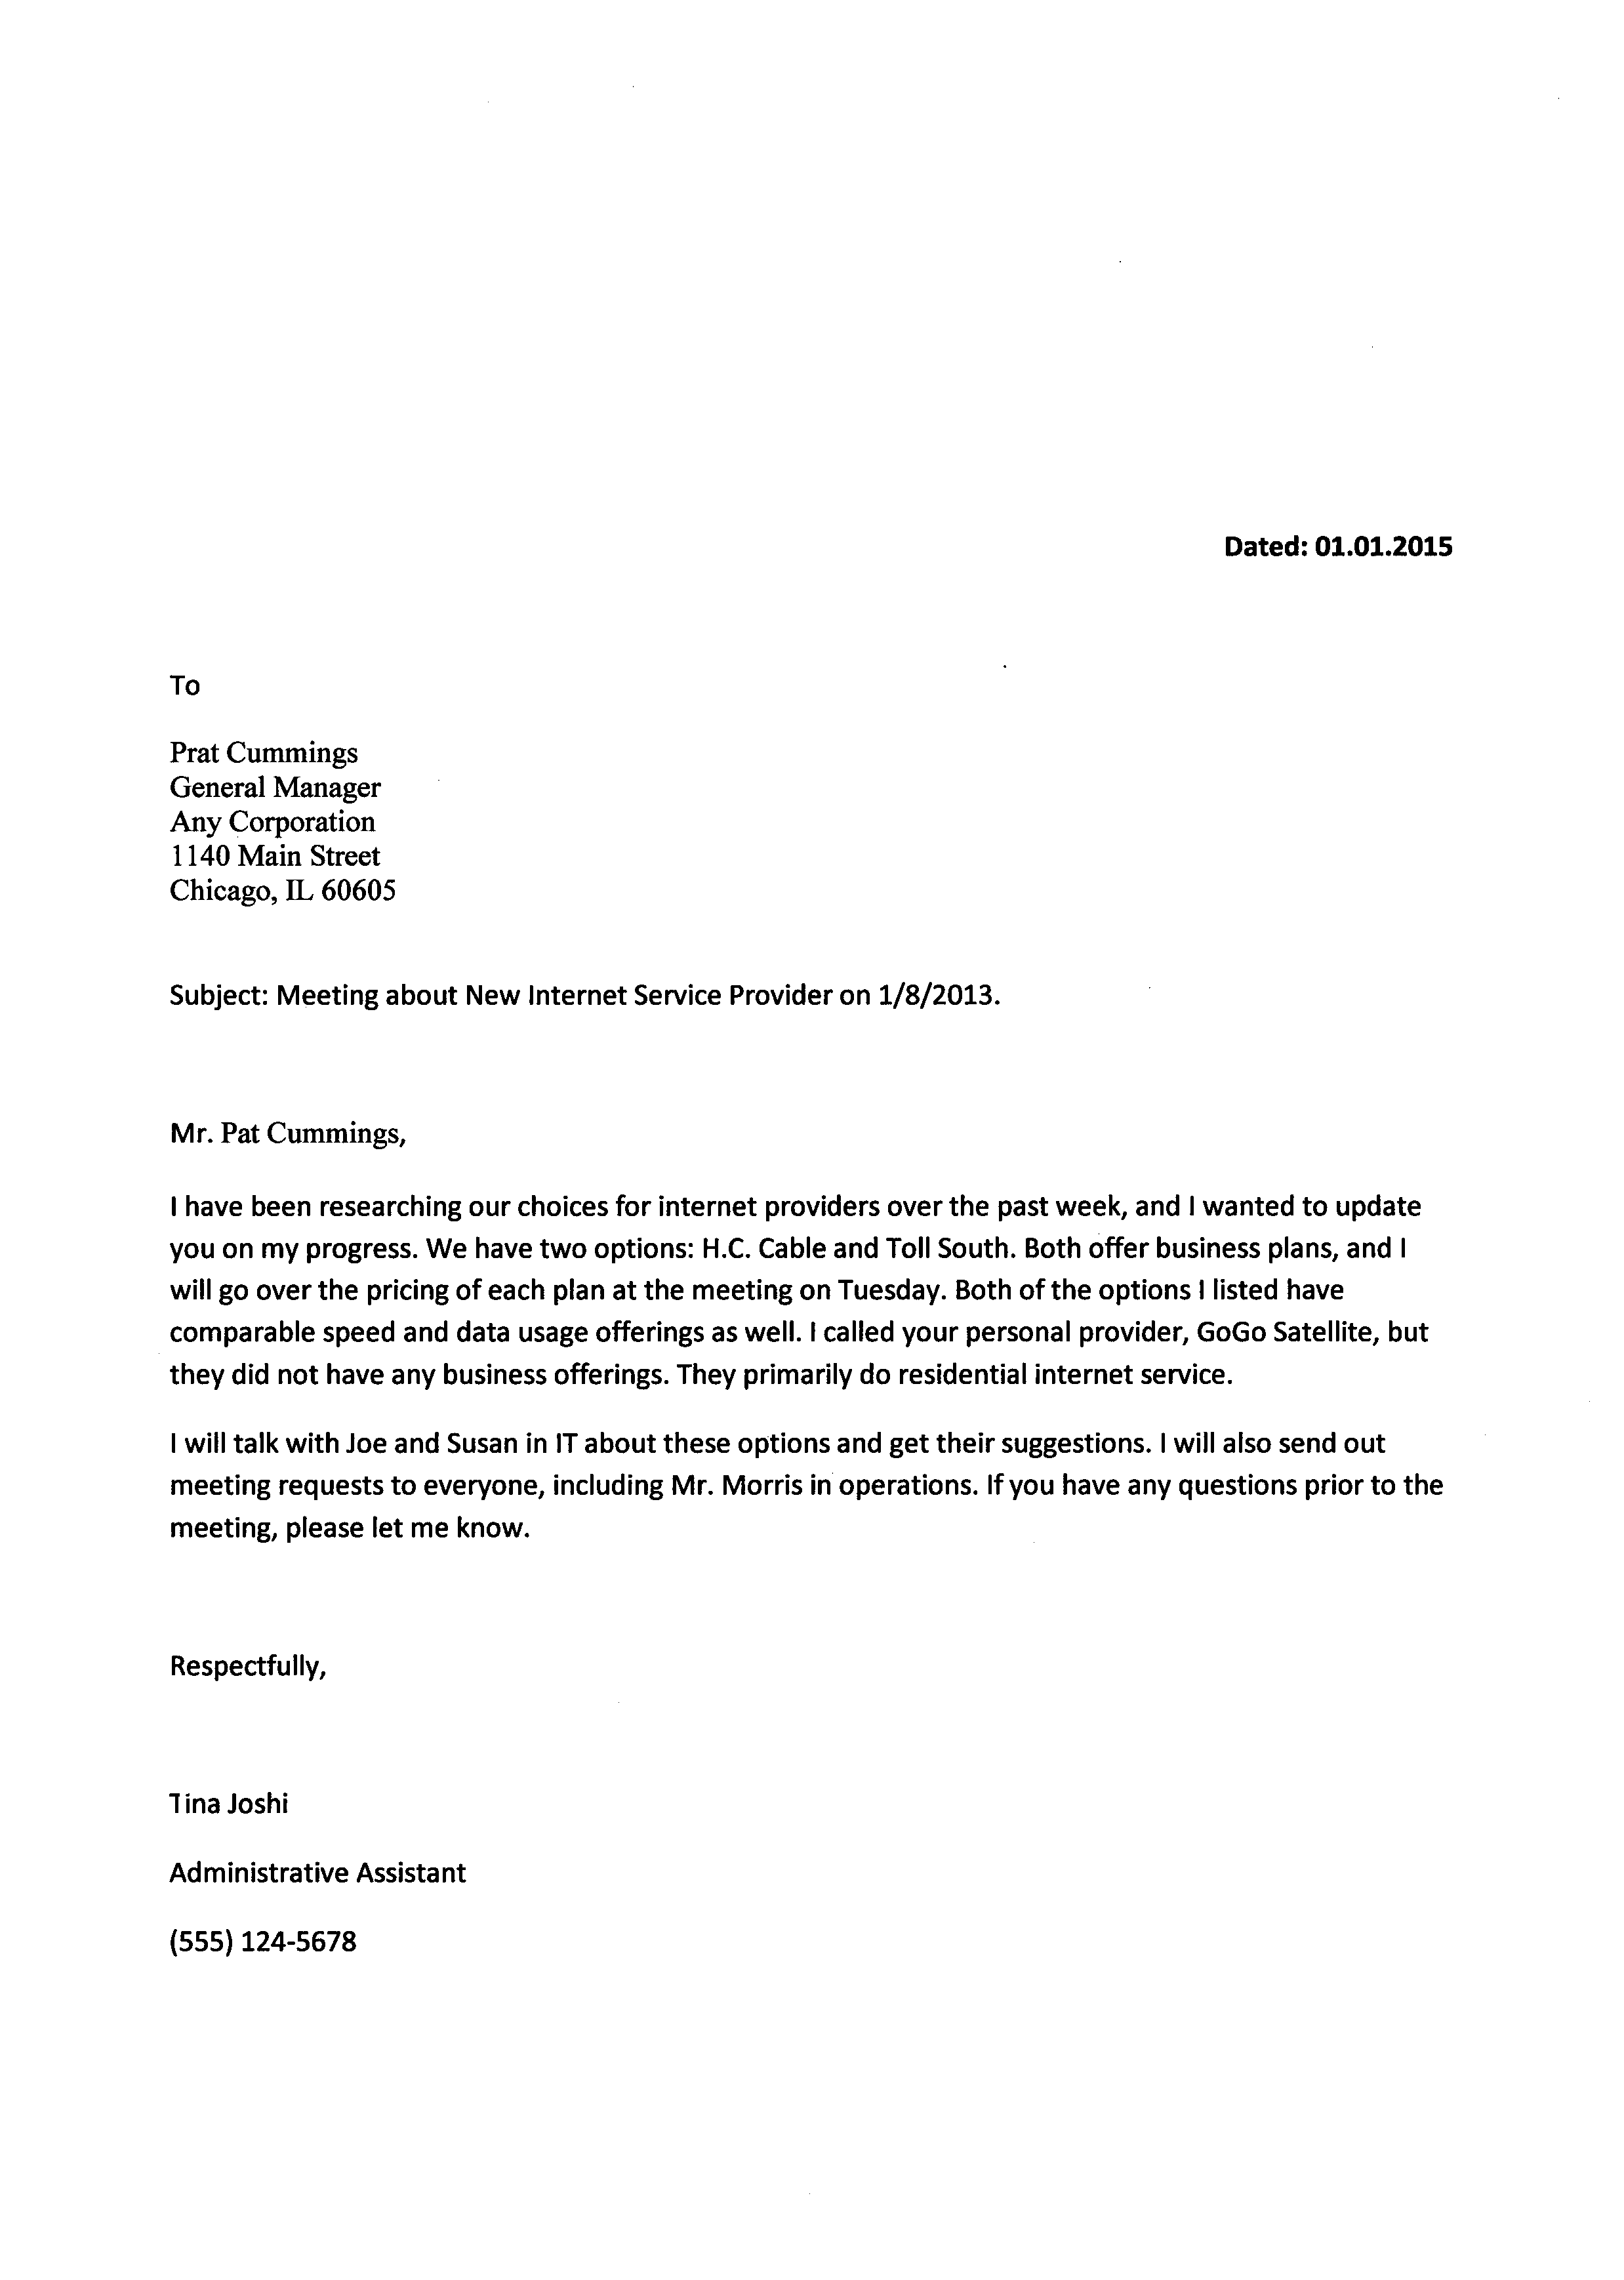 Dated: 01.01.2015
To
Prat Cummings
General Manager
Any Corporation
1140 Main Street
Chicago, IL 60605
Subject: Meeting about New Internet Service Provider on 1/8/2013.
Mr. Pat Cummings,
I have been researching our choices for internet providers over the past week, and I wanted to update
you on my progress. We have two options: H.C. Cable and Toll South. Both offer business plans, and I
will go over the pricing of each plan at the meeting on Tuesday. Both of the options I listed have
comparable speed and data usage offerings as well. I called your personal provider, GoGo Satellite, but
they did not have any business offerings. They primarily do residential internet service.
I will talk with Joe and Susan in IT about these options and get their suggestions. I will also send out
meeting requests to everyone, including Mr. Morris in operations. If you have any questions prior to the
meeting, please let me know.
Respectfully,
Tina Joshi
Administrative Assistant
(555) 124-5678